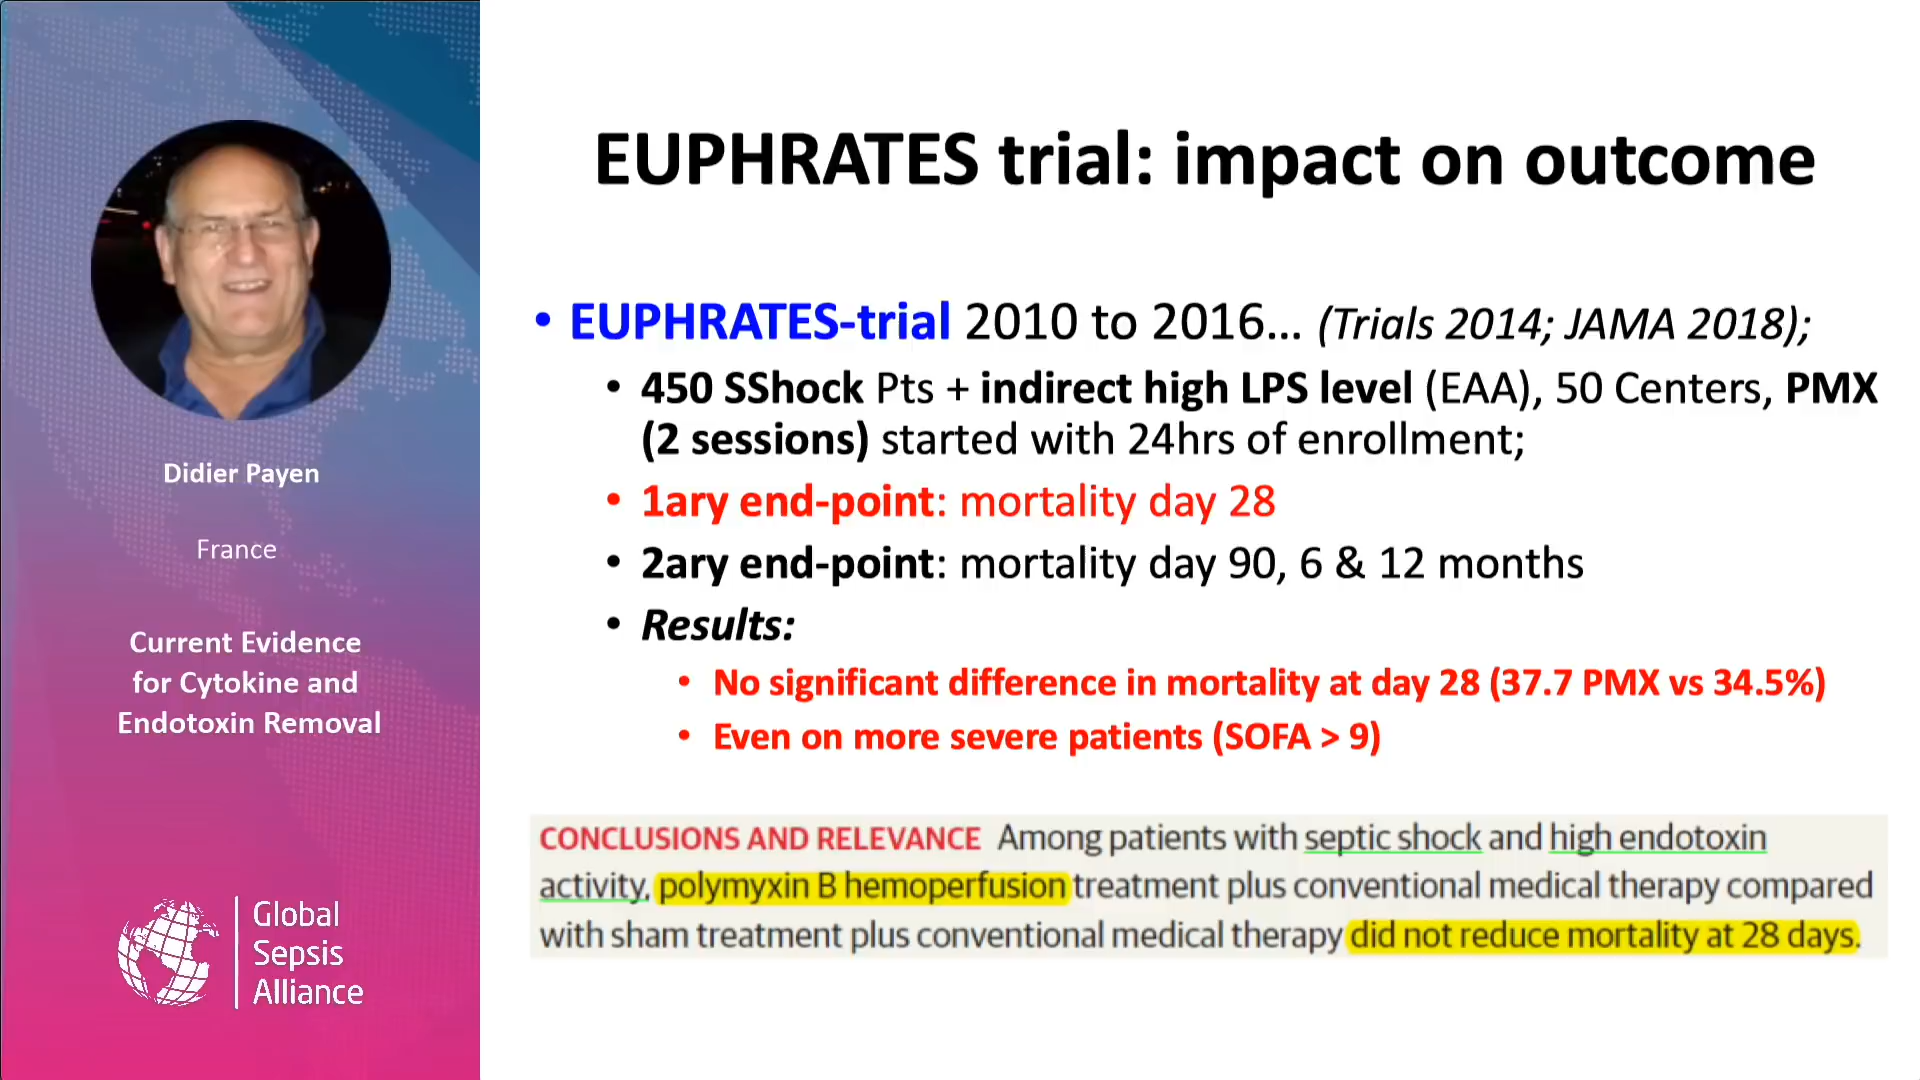 EUPHRATES trial: impact on outcome
• EUPHRATES-trial 2010 to 2016... (Trials 2014; JAMA 2018);
• 450 SShock Pts + indirect high LPS level (EAA), 50 Centers, PMX
(2 sessions) started with 24hrs of enrollment;
• 1ary end-point: mortality day 28
• 2ary end-point: mortality day 90, 6 & 12 months
• Results:
• No significant difference in mortality at day 28 (37.7 PMX vs 34.5%)
• Even on more severe patients (SOFA > 9)
CONCLUSIONS AND RELEVANCE Among patients with septic shock and high endotoxin
activity, polymyxin B hemoperfusion treatment plus conventional medical therapy compared
with sham treatment plus conventional medical therapy did not reduce mortality at 28 days.
Didier Payen
France
Current Evidence
for Cytokine and
Endotoxin Removal
Global
Sepsis
Alliance